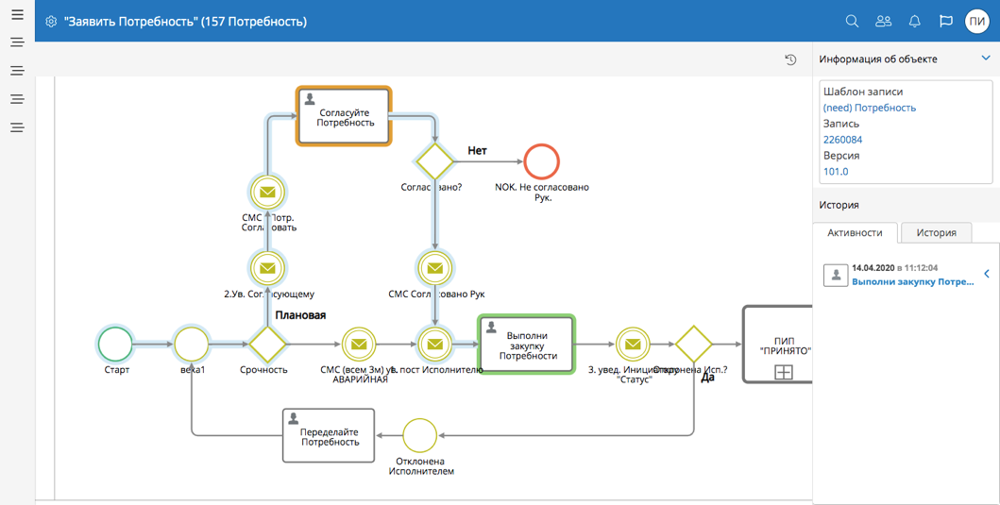 "Заявить Потребность" (157 Потребность)
ПИ
Информация об объекте
Шаблон записи
(need) Потребность
Запись
2260084
Версия
101.0
История
Активности
История
14.04.2020 в 11:12:04
Выполни закупку Потре...
Согласуйте
Потребность
Нет
Согласовано?
NOK. Не согласовано
Рук.
СМС Потр.
Согласовать
2.Ув. Согласующему
СМС Согласовано Рук
Плановая
Выполни
закупку
Потребности
ПИП
"ПРИНЯТО"
Старт
веха1
Срочность
СМС (всем Зм) ув.
АВАРИЙНАЯ
1. пост Исполнителю
3. увед. Инициатору
"Статус"
Отклонена Исп.?
Да
Переделайте
Потребность
Отклонена
Исполнителем